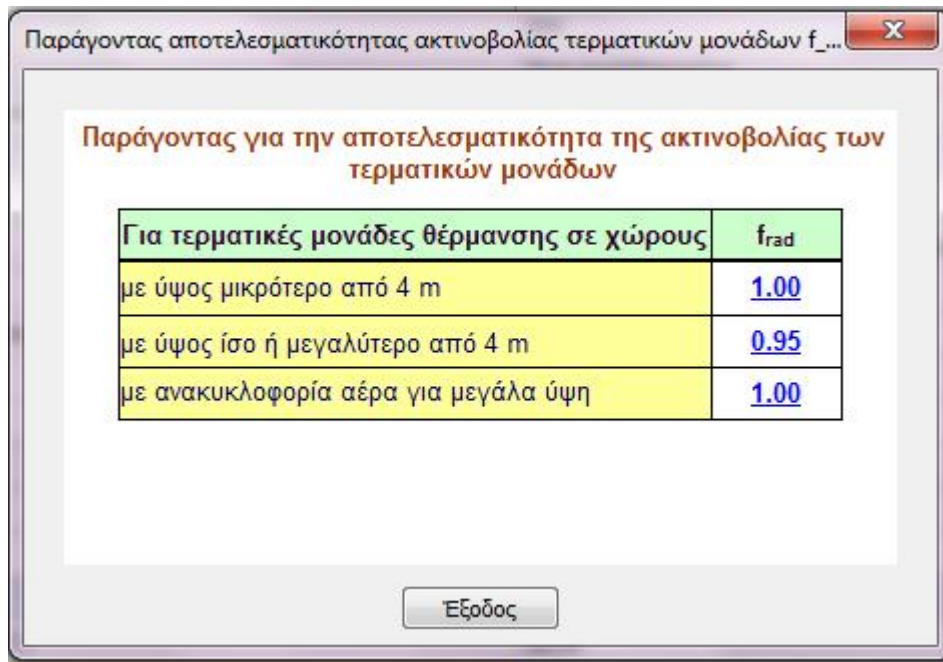 Παράγοντας αποτελεσματικότητας ακτινοβολίας τερματικών μονάδων f_...
Παράγοντας για την αποτελεσματικότητα της ακτινοβολίας των
τερματικών μονάδων
Για τερματικές μονάδες θέρμανσης σε χώρους frad
με ύψος μικρότερο από 4 m 1.00
με ύψος ίσο ή μεγαλύτερο από 4 m 0.95
με ανακυκλοφορία αέρα για μεγάλα ύψη 1.00
Έξοδος